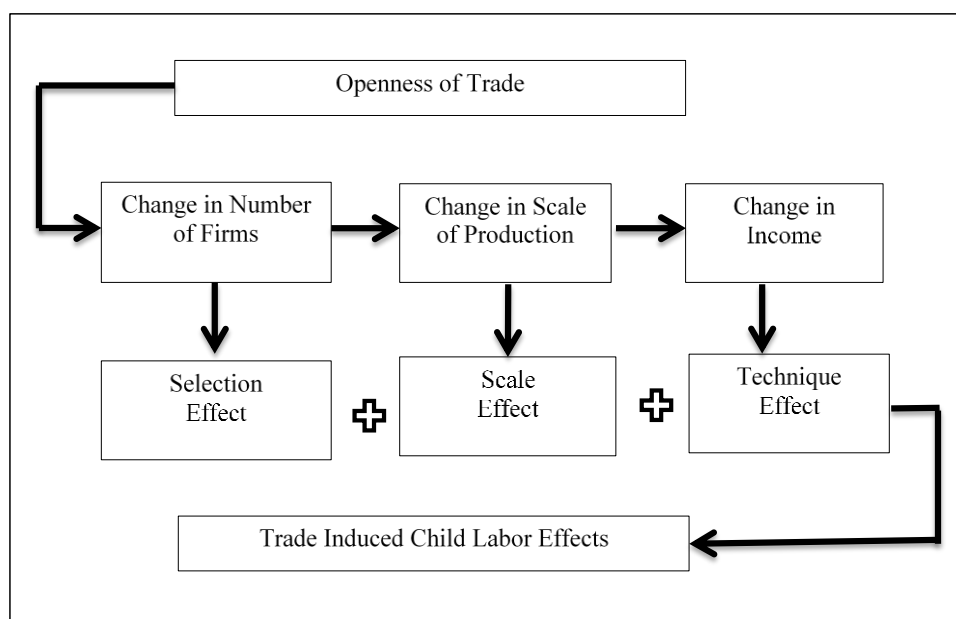 Openness of Trade
Change in Number
of Firms
Change in Scale
of Production
Change in
Income
Selection
Effect
Scale
Effect
Technique
Effect
Trade Induced Child Labor Effects